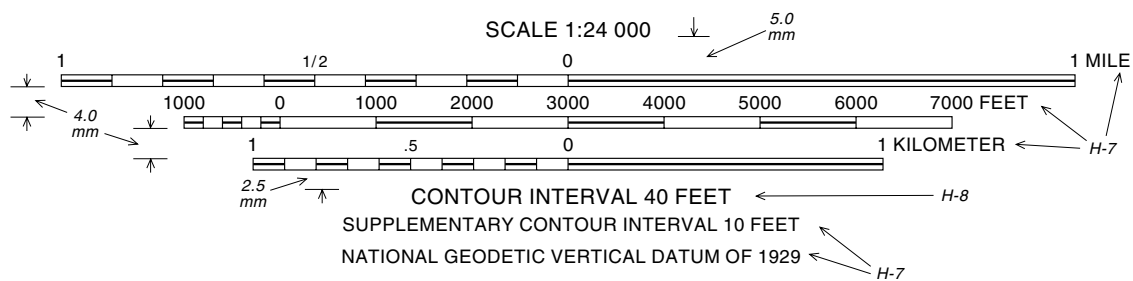 SCALE 1:24 000
5.0
mm
1 1/2 0 1 MILE
1000 0 1000 2000 3000 4000 5000 6000 7000 FEET
4.0
mm
1 .5 0 1 KILOMETER
H-7
2.5
mm
CONTOUR INTERVAL 40 FEET
H-8
SUPPLEMENTARY CONTOUR INTERVAL 10 FEET
NATIONAL GEODETIC VERTICAL DATUM OF 1929
H-7